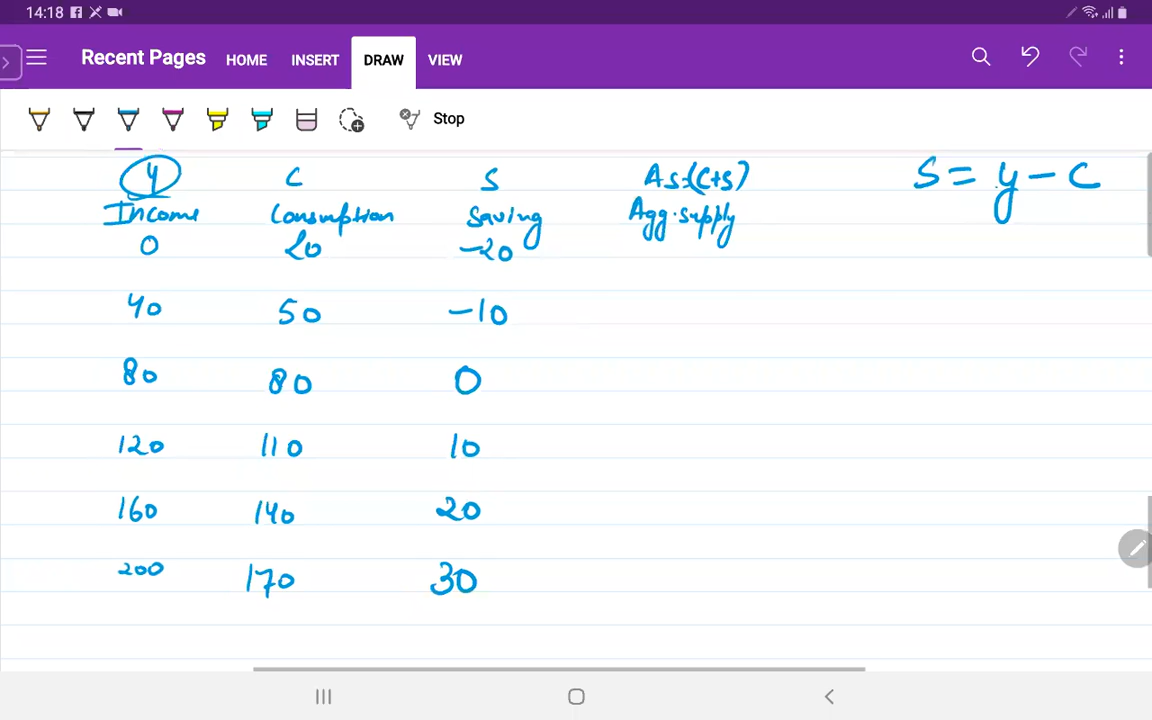 14:18
Recent Pages HOME INSERT DRAW VIEW
Stop
Y C S AS=(C+S) S = y - C
Income Consumption Saving Agg. supply
0 20 -20
40 50 -10
80 80 0
120 110 10
160 140 20
200 170 30